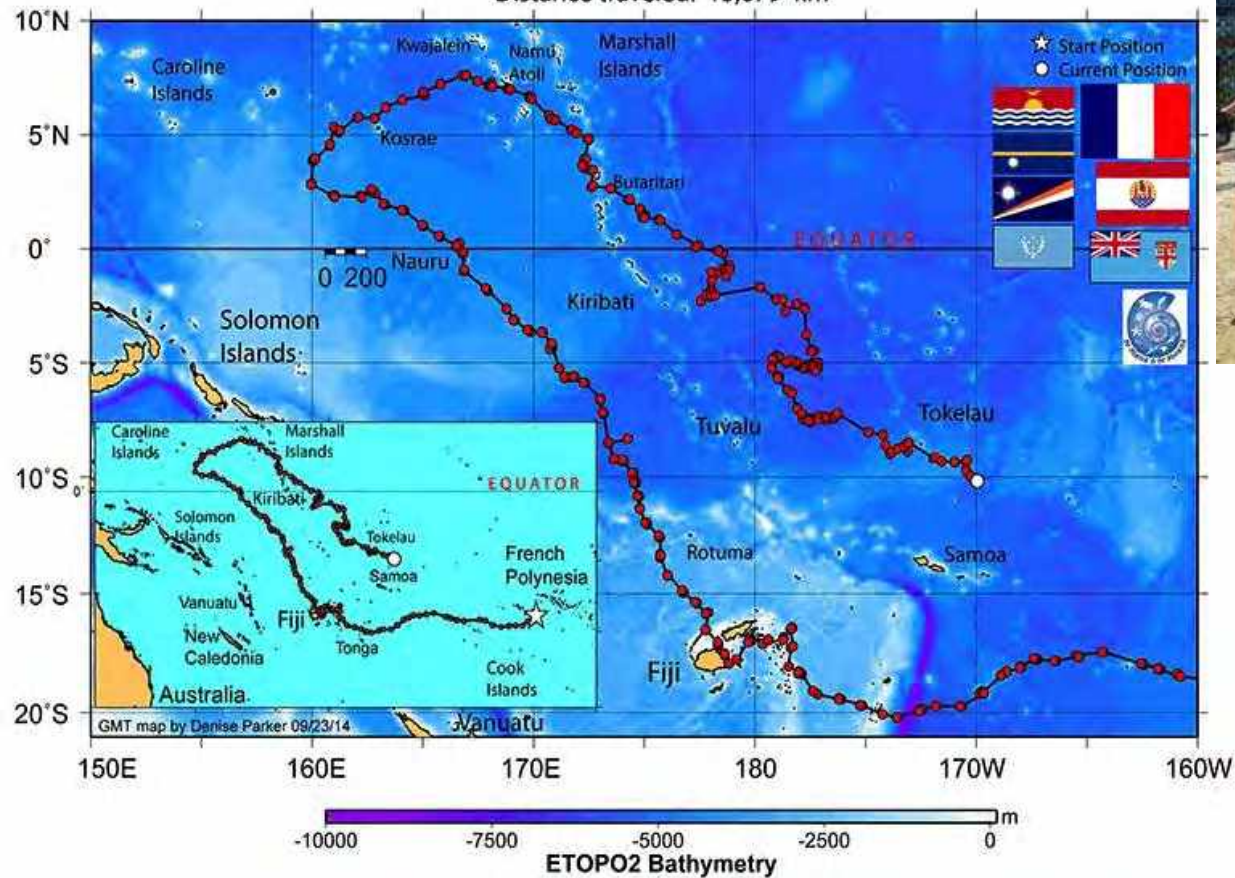 10°N
5°N
0°
5°S
10°S
15°S
20°S
Caroline
Islands
Kwajalein
Namu
Atoll
Marshall
Islands
Start Position
Current Position
Kosrae
Butaritari
EQUATOR
0 200
Nauru
Kiribati
Solomon
Islands
Tuvalu
Tokelau
Rotuma
Samoa
Fiji
Vanuatu
Caroline
Islands
Marshall
Islands
0°
EQUATOR
Kiribati
Solomon
Islands
Tokelau
Samoa
French
Polynesia
Vanuatu
Fiji
New
Caledonia
Tonga
Cook
Islands
Australia
GMT map by Denise Parker 09/23/14
150E 160E 170E 180 170W 160W
-10000 -7500 -5000 -2500 0 m
ETOPO2 Bathymetry